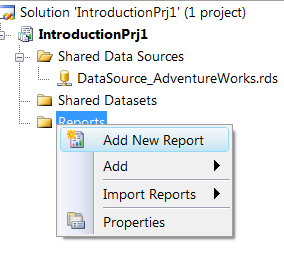 Solution 'IntroductionPrj1' (1 project)
IntroductionPrj1
Shared Data Sources
DataSource_AdventureWorks.rds
Shared Datasets
Reports
Add New Report
Add
Import Reports
Properties